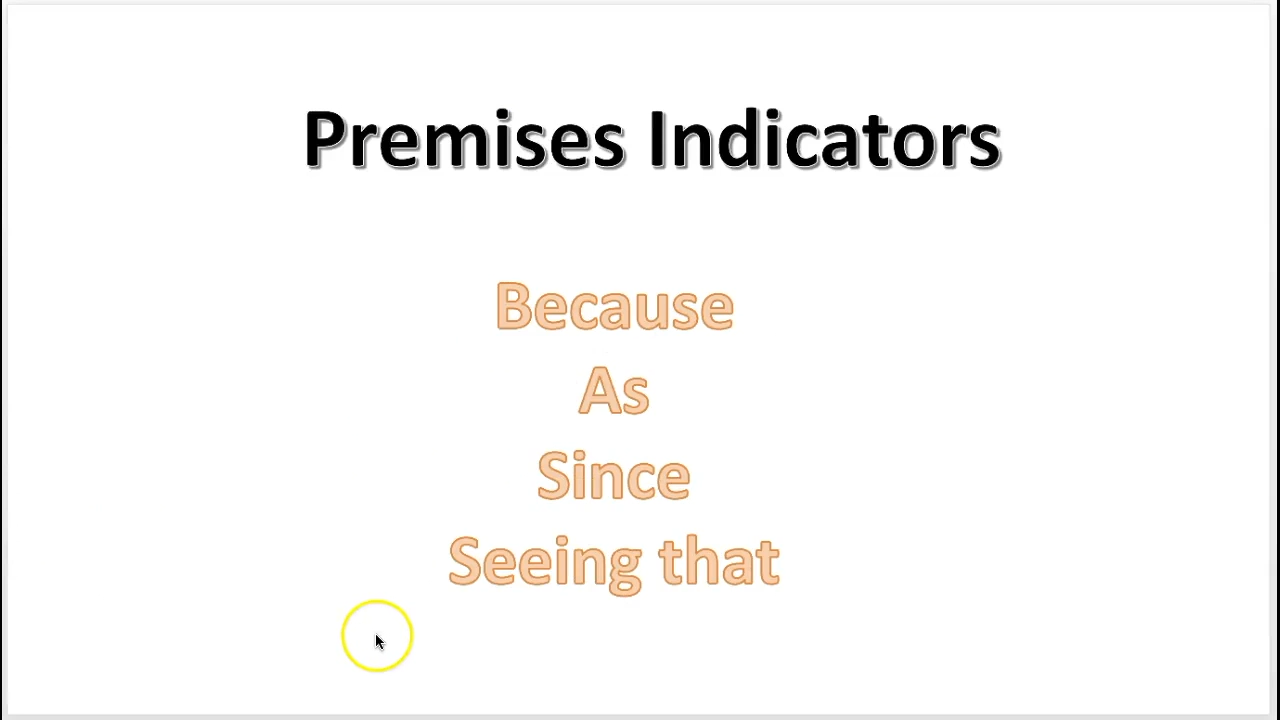 Premises Indicators
Because
As
Since
Seeing that